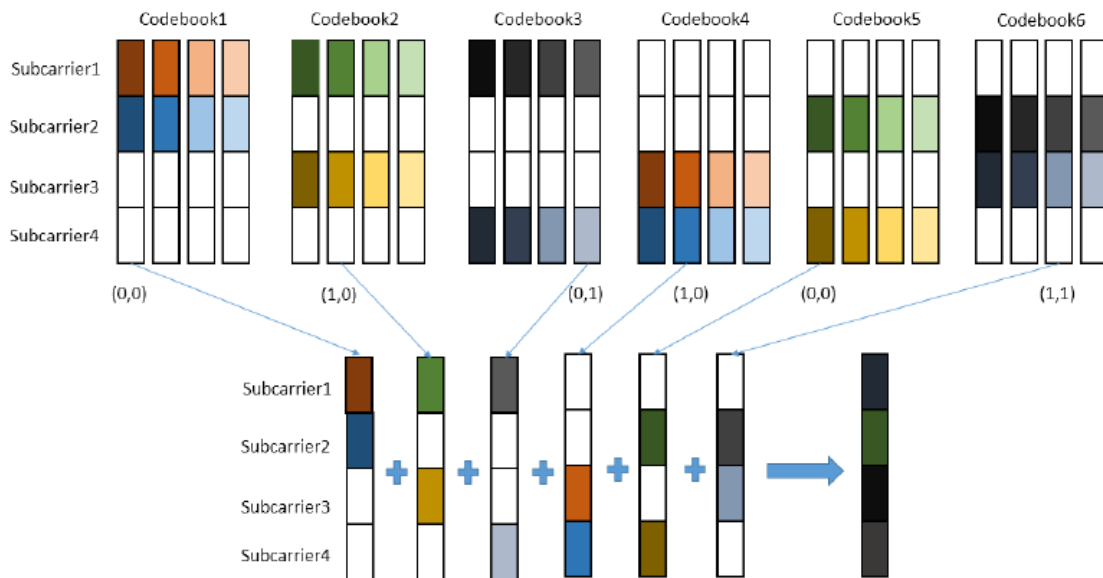 Codebook1 Codebook2 Codebook3 Codebook4 Codebook5 Codebook6
Subcarrier1
Subcarrier2
Subcarrier3
Subcarrier4
(0,0) (1,0) (0,1) (1,0) (0,0) (1,1)
Subcarrier1
Subcarrier2
Subcarrier3
Subcarrier4